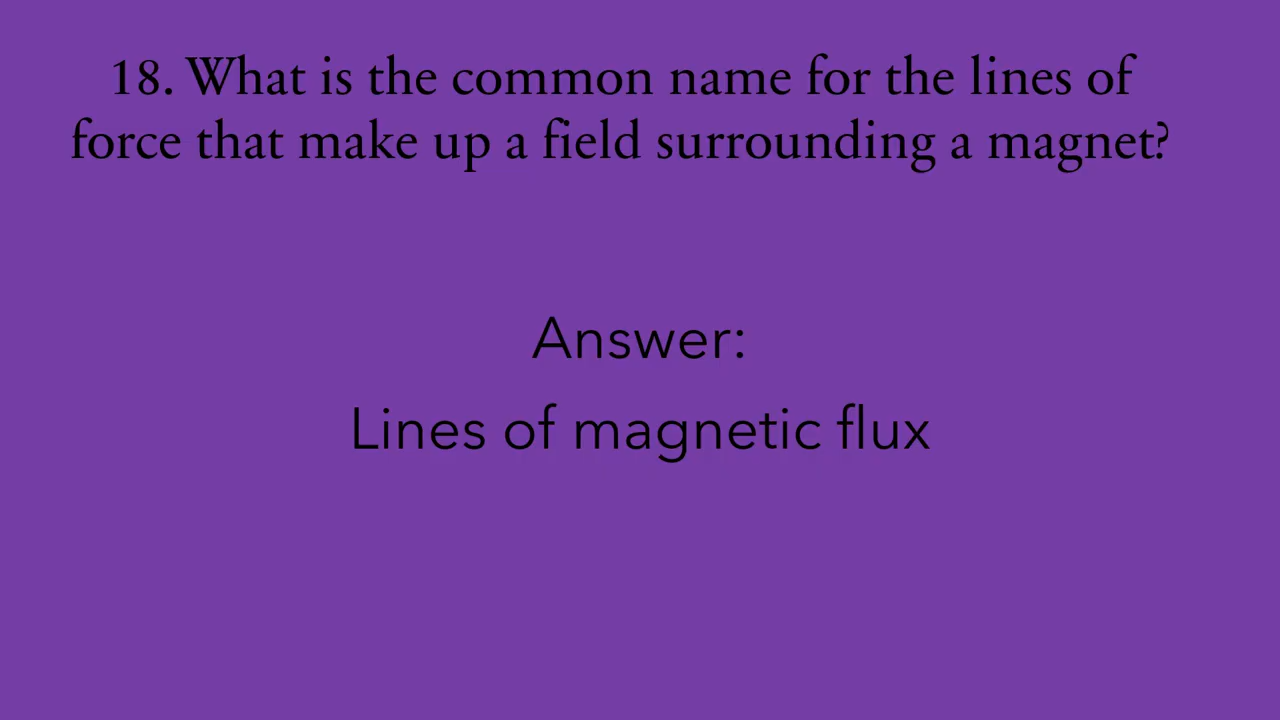 18. What is the common name for the lines of
force that make up a field surrounding a magnet?
Answer:
Lines of magnetic flux